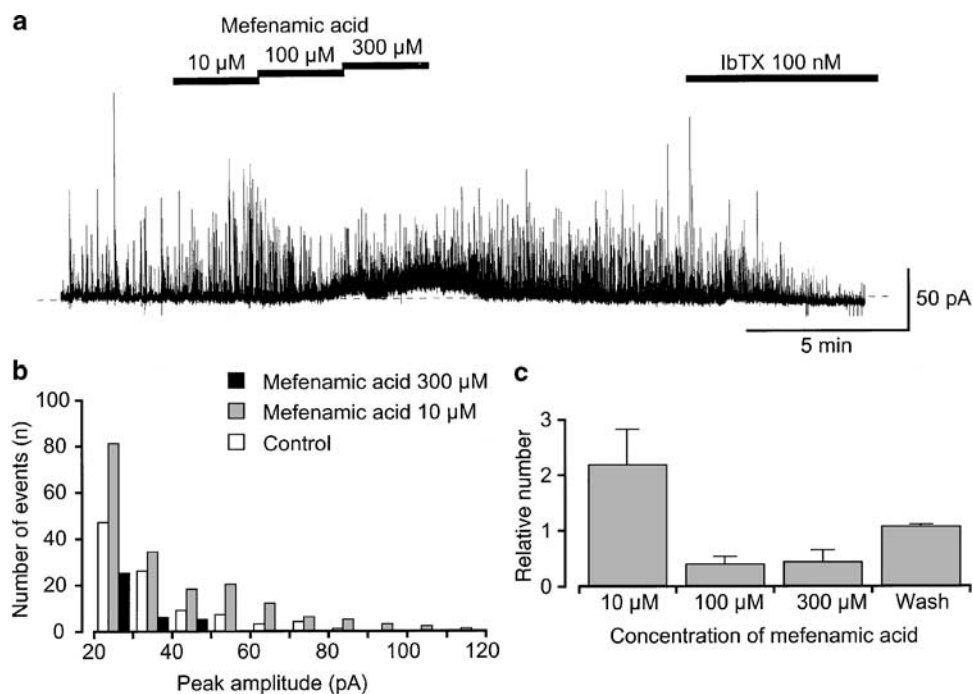 a
Mefenamic acid
10 µM 100 µM 300 µM
IbTX 100 nM
50 pA
5 min
b
Mefenamic acid 300 µM
Mefenamic acid 10 µM
Control
Number of events (n)
100
80
60
40
20
0
20 40 60 80 100 120
Peak amplitude (pA)
c
Relative number
3
2
1
0
10 µM 100 µM 300 µM Wash
Concentration of mefenamic acid